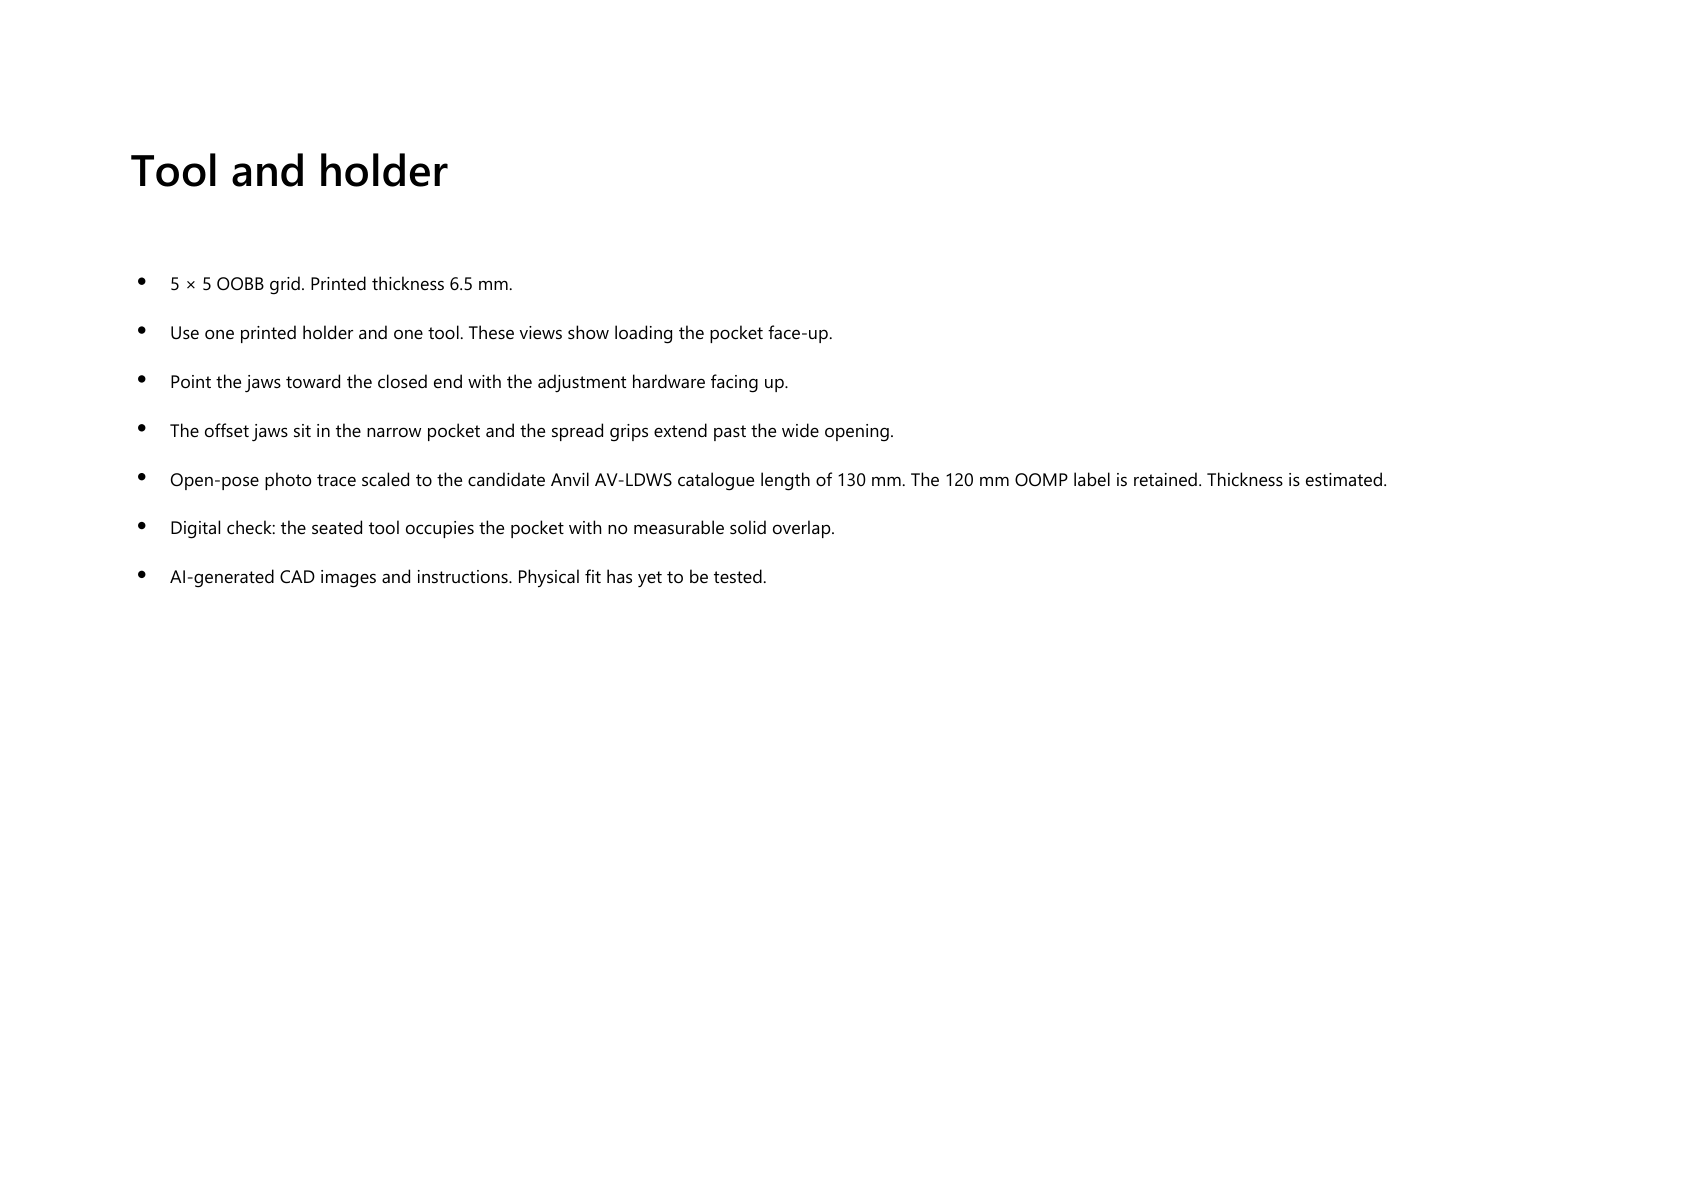 Tool and holder
• 5 × 5 OOBB grid. Printed thickness 6.5 mm.
• Use one printed holder and one tool. These views show loading the pocket face-up.
• Point the jaws toward the closed end with the adjustment hardware facing up.
• The offset jaws sit in the narrow pocket and the spread grips extend past the wide opening.
• Open-pose photo trace scaled to the candidate Anvil AV-LDWS catalogue length of 130 mm. The 120 mm OOMP label is retained. Thickness is estimated.
• Digital check: the seated tool occupies the pocket with no measurable solid overlap.
• AI-generated CAD images and instructions. Physical fit has yet to be tested.